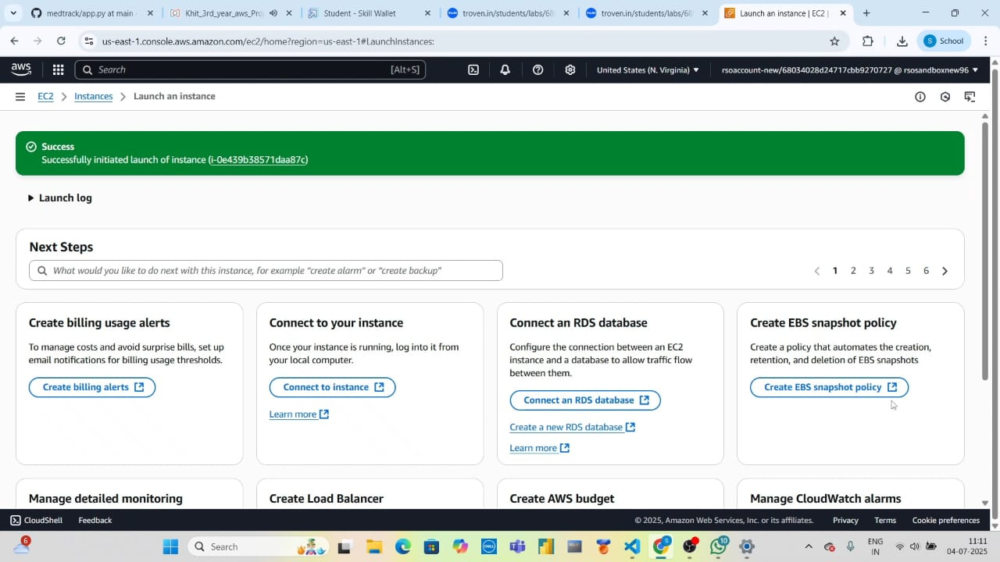 medtrack/app.py at main
Khit_3rd_year_aws_Proj
Student - Skill Wallet
troven.in/students/labs/68
troven.in/students/labs/68
Launch an instance | EC2 |
us-east-1.console.aws.amazon.com/ec2/home?region=us-east-1#LaunchInstances:
S School
aws
Search [Alt+S]
United States (N. Virginia)
rsoaccount-new/68034028d24717cbb9270727 @ rsosandboxnew96
EC2
Instances
Launch an instance
Success
Successfully initiated launch of instance (i-0e439b38571daa87c)
Launch log
Next Steps
What would you like to do next with this instance, for example “create alarm” or “create backup”
1 2 3 4 5 6
Create billing usage alerts
To manage costs and avoid surprise bills, set up
email notifications for billing usage thresholds.
Create billing alerts
Connect to your instance
Once your instance is running, log into it from
your local computer.
Connect to instance
Learn more
Connect an RDS database
Configure the connection between an EC2
instance and a database to allow traffic flow
between them.
Connect an RDS database
Create a new RDS database
Learn more
Create EBS snapshot policy
Create a policy that automates the creation,
retention, and deletion of EBS snapshots
Create EBS snapshot policy
Manage detailed monitoring
Create Load Balancer
Create AWS budget
Manage CloudWatch alarms
CloudShell
Feedback
© 2025, Amazon Web Services, Inc. or its affiliates.
Privacy
Terms
Cookie preferences
6
Search
DELL
5
10
ENG
IN
11:11
04-07-2025